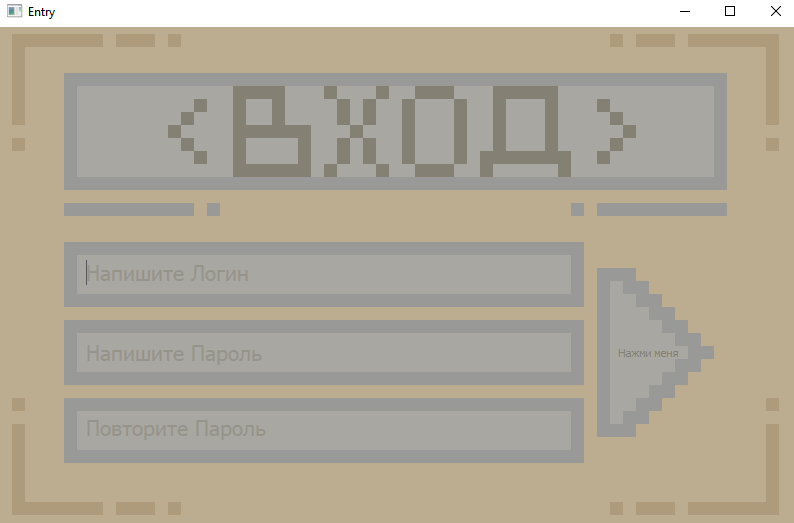 Entry
<ВХОД>
Напишите Логин
Напишите Пароль
Нажми меня
Повторите Пароль